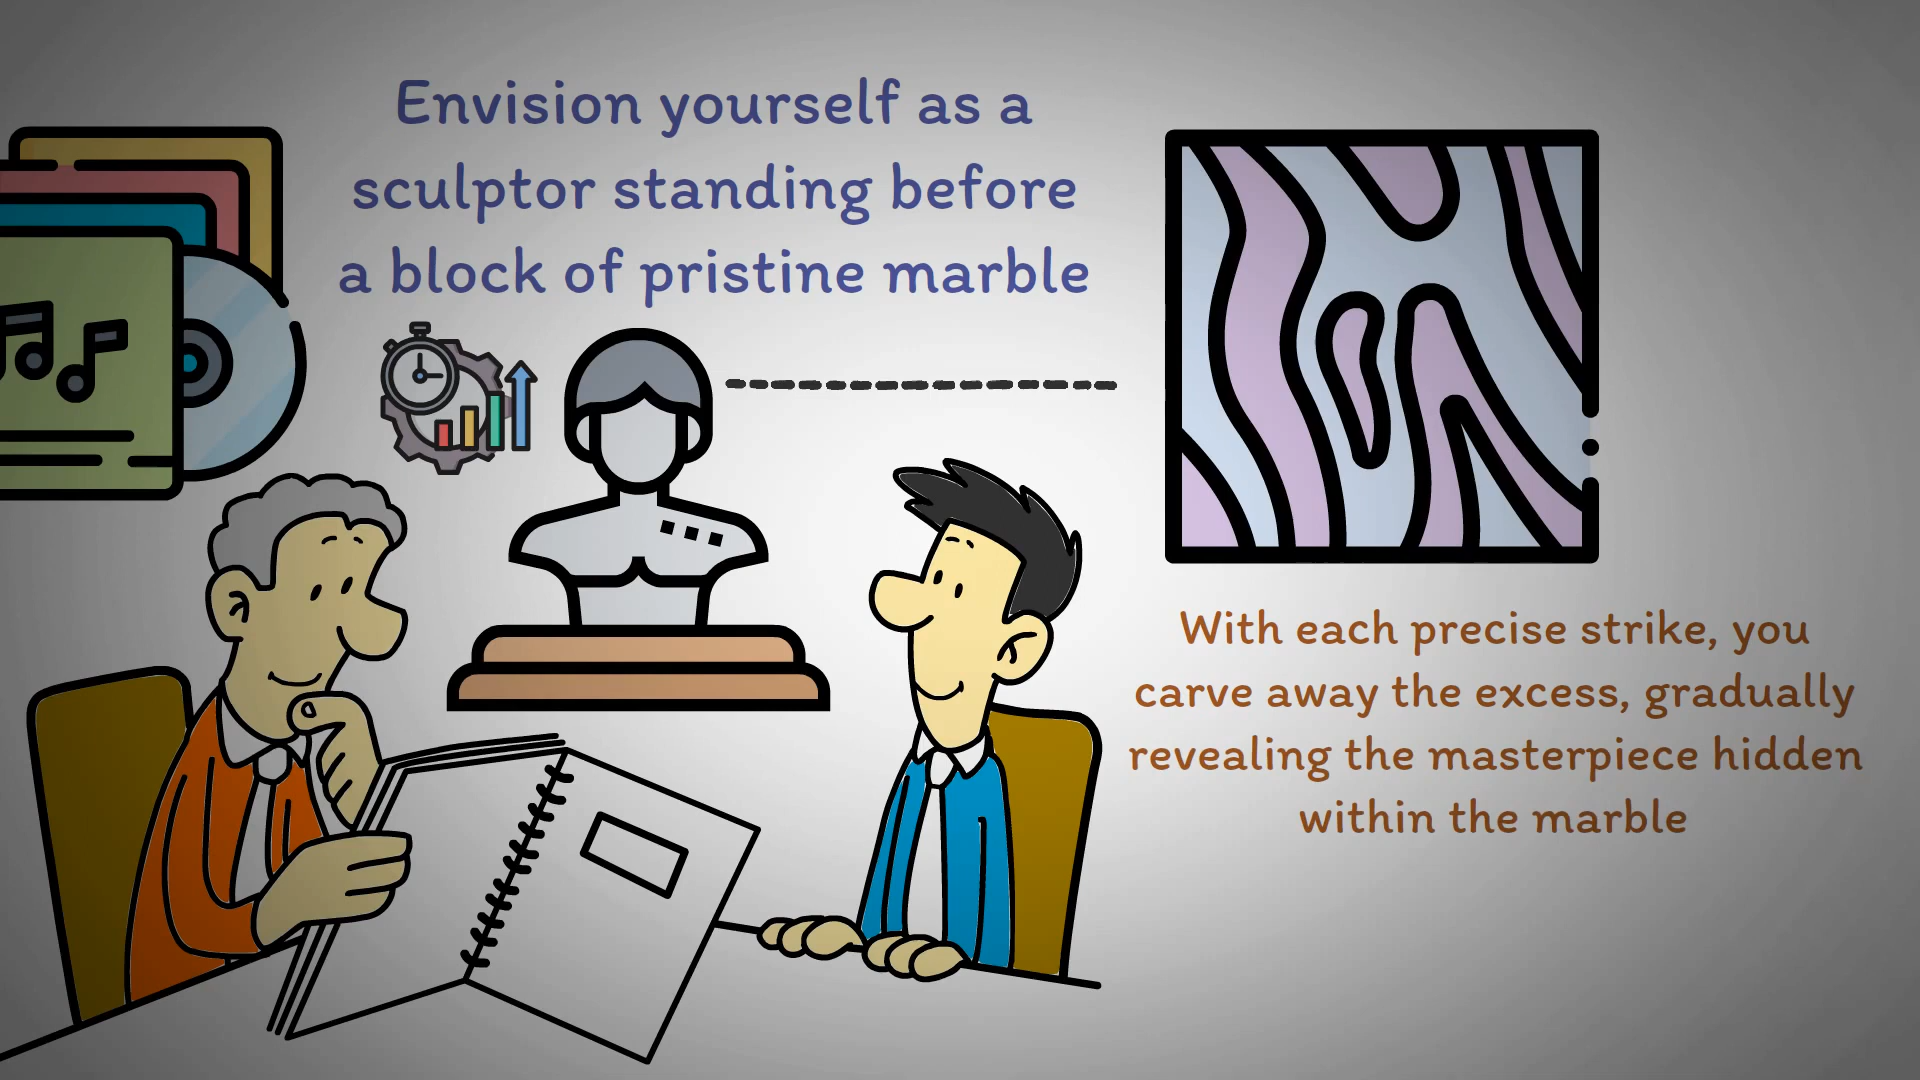 Envision yourself as a
sculptor standing before
a block of pristine marble
With each precise strike, you
carve away the excess, gradually
revealing the masterpiece hidden
within the marble